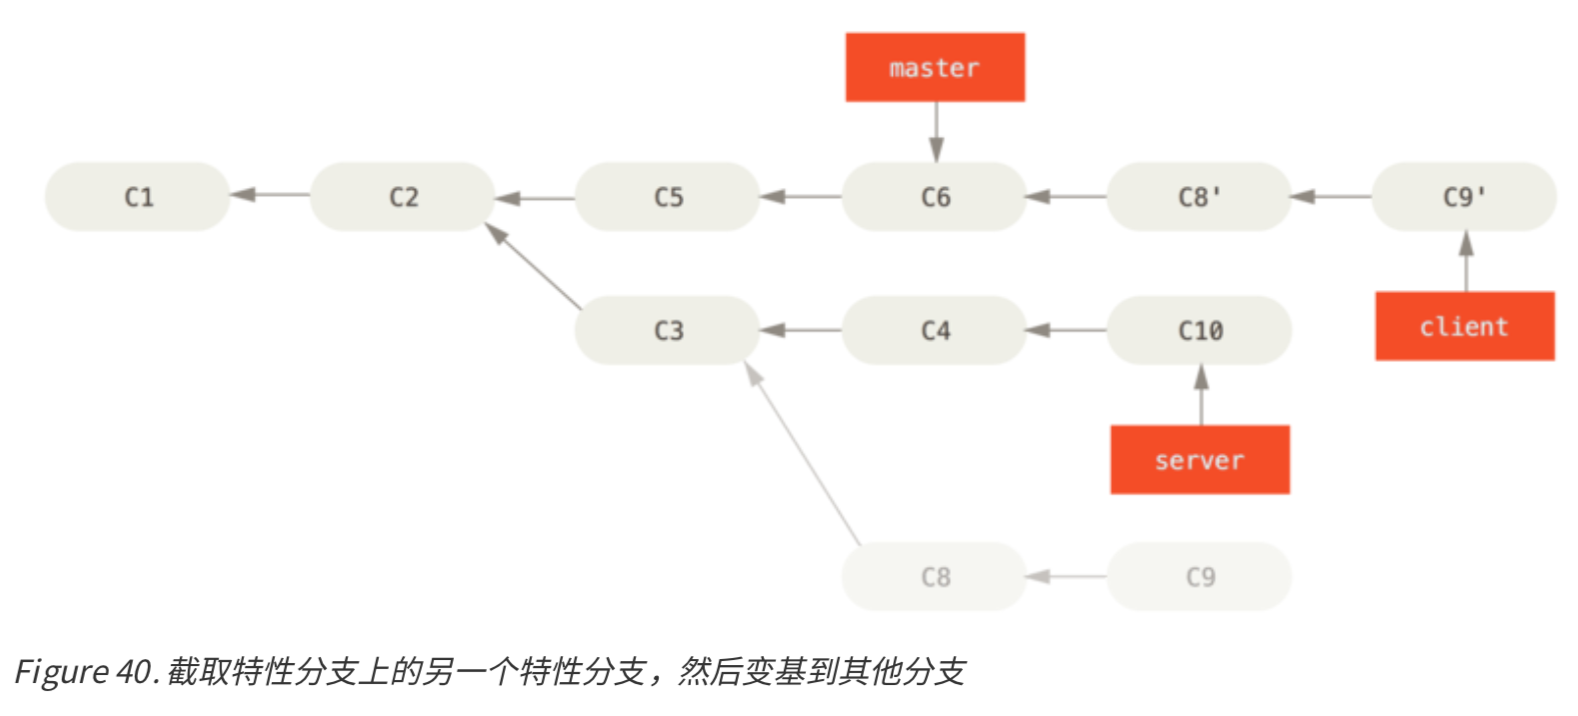 master
C1 C2 C5 C6 C8' C9'
C3 C4 C10 client
server
C8 C9
Figure 40. 截取特性分支上的另一个特性分支，然后变基到其他分支